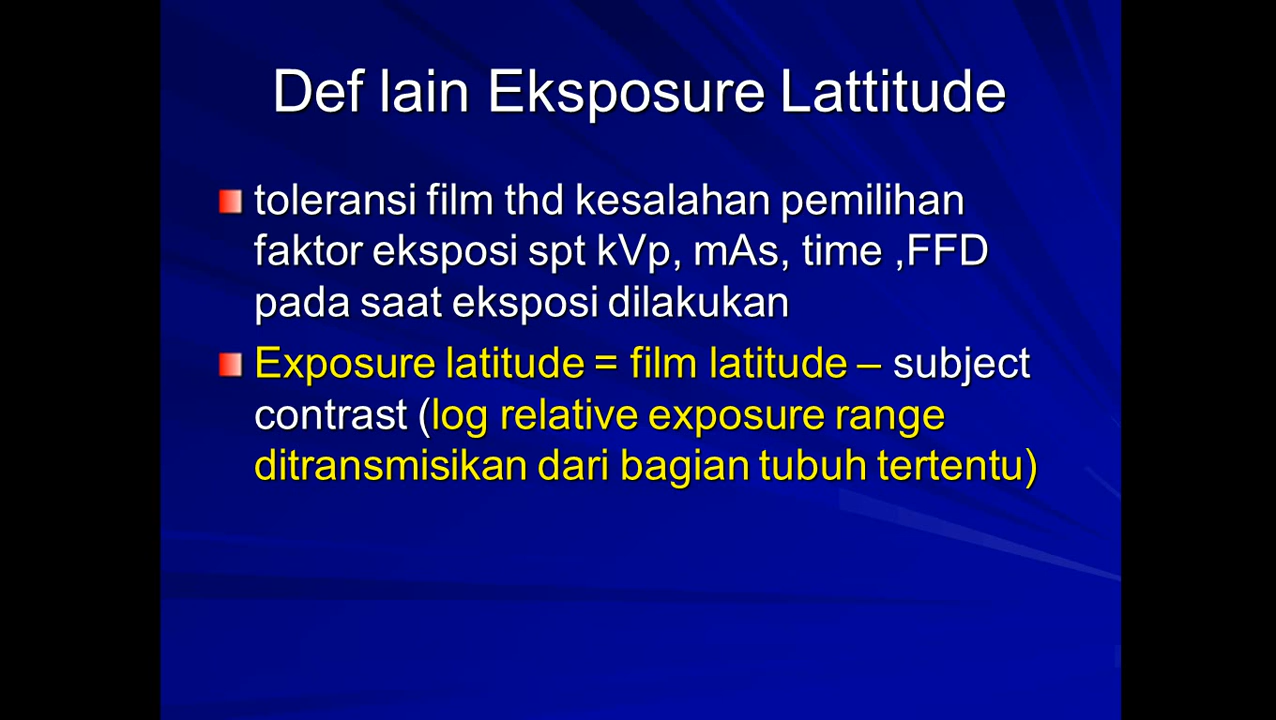 Def lain Eksposure Lattitude
toleransi film thd kesalahan pemilihan
faktor eksposi spt kVp, mAs, time ,FFD
pada saat eksposi dilakukan
Exposure latitude = film latitude – subject
contrast (log relative exposure range
ditransmisikan dari bagian tubuh tertentu)